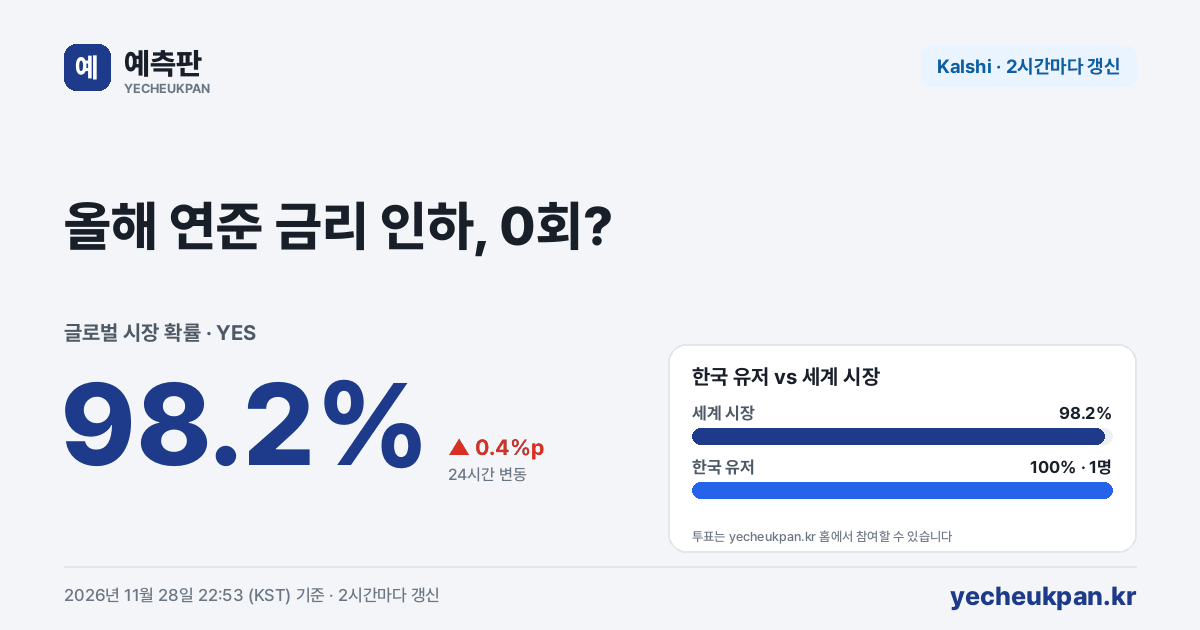 예
예측판
YECHEUKPAN
Kalshi · 2시간마다 갱신
올해 연준 금리 인하, 0회?
글로벌 시장 확률 · YES
98.2%
▲ 0.4%p
24시간 변동
한국 유저 vs 세계 시장
세계 시장 98.2%
한국 유저 100% · 1명
투표는 yecheukpan.kr 홈에서 참여할 수 있습니다
2026년 11월 28일 22:53 (KST) 기준 · 2시간마다 갱신
yecheukpan.kr